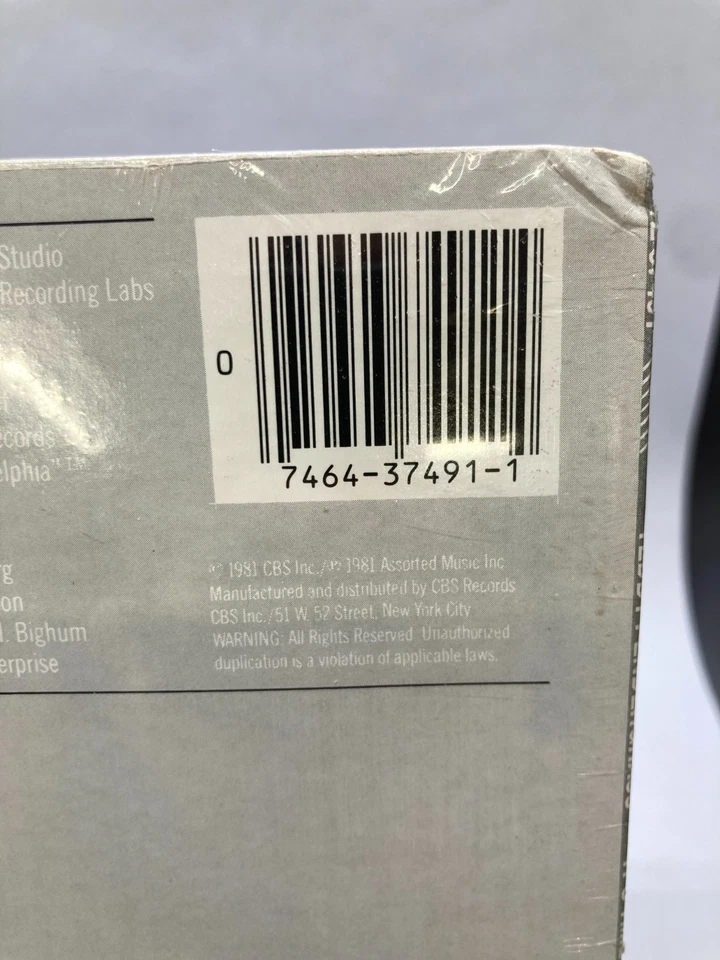 Studio
Recording Labs
ecords
elphia™
rg
on
l. Bighum
erprise
0
7464-37491-1
© 1981 CBS Inc./℗ 1981 Assorted Music Inc
Manufactured and distributed by CBS Records
CBS Inc./51 W. 52 Street, New York City
WARNING: All Rights Reserved. Unauthorized
duplication is a violation of applicable laws.